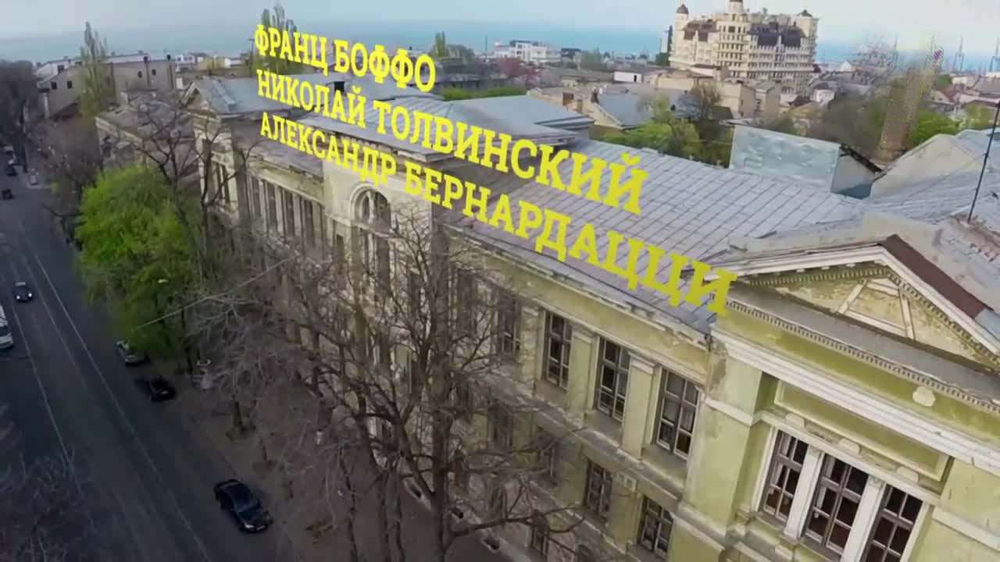 ФРАНЦ БОФФО
НИКОЛАЙ ТОЛВИНСКИЙ
АЛЕКСАНДР БЕРНАРДАЦЦИ